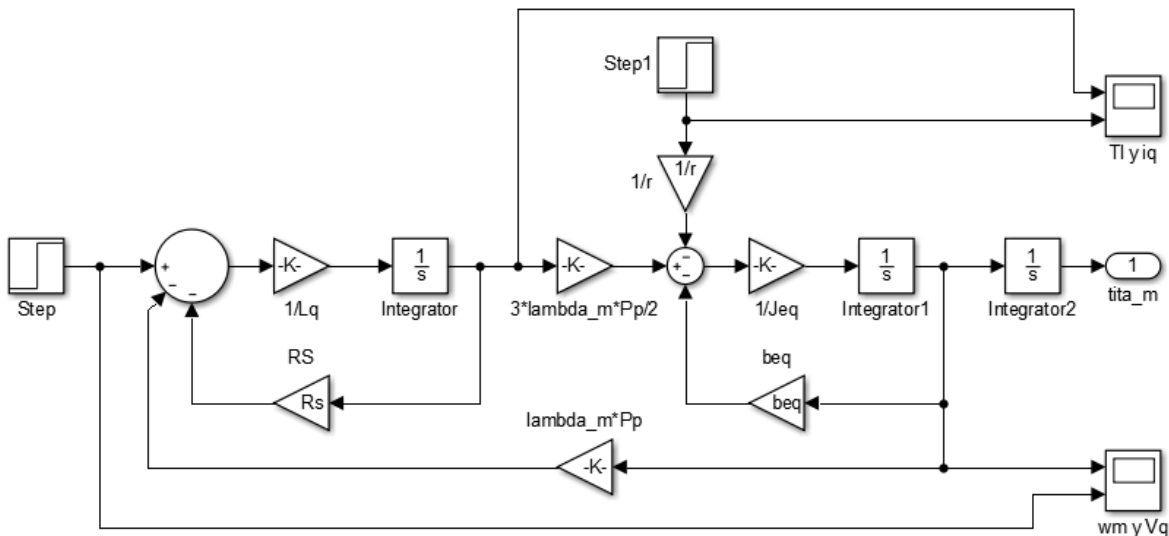 Step1
Tl y iq
1/r
1/r
Step
+
−
−
-K-
1/Lq
1
s
Integrator
-K-
3*lambda_m*Pp/2
+
−
−
-K-
1/Jeq
1
s
Integrator1
1
s
Integrator2
1
tita_m
RS
Rs
beq
beq
lambda_m*Pp
-K-
wm y Vq